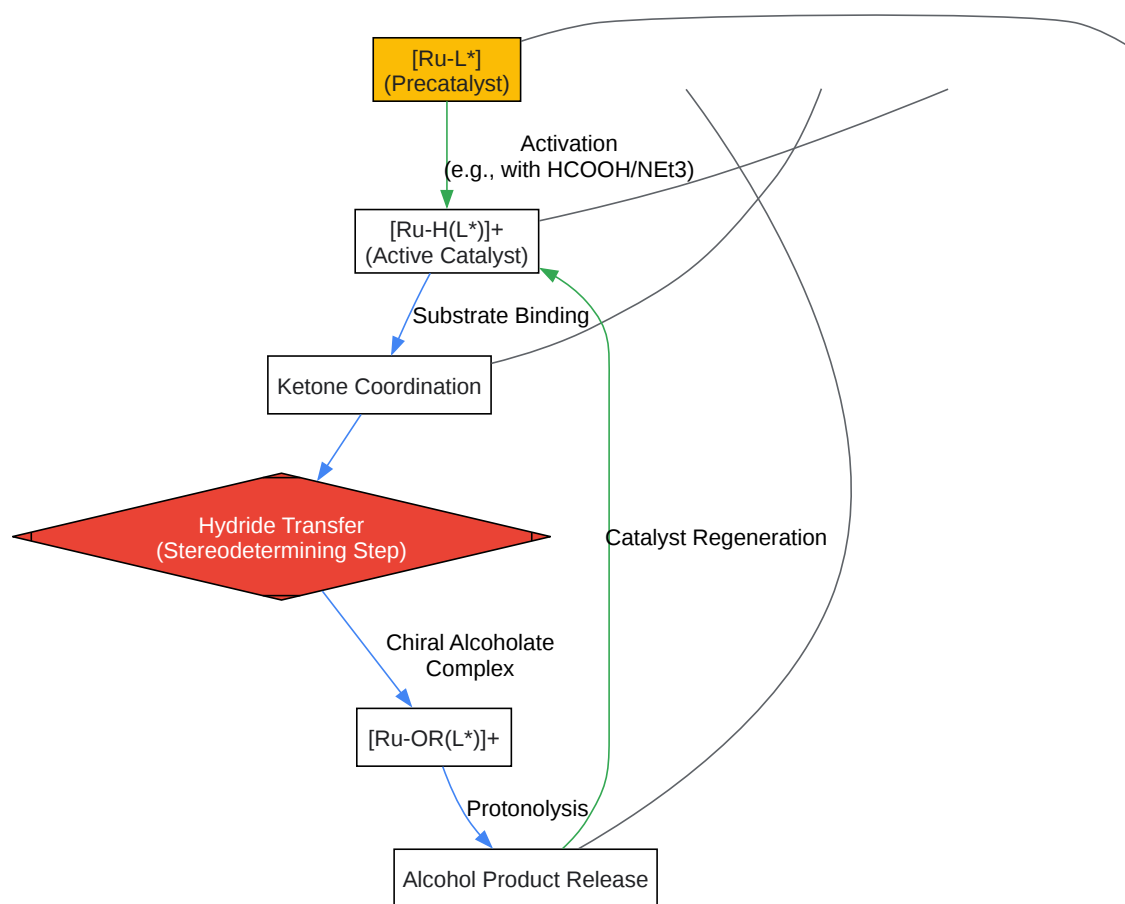 [Ru-L*]
(Precatalyst)
Activation
(e.g., with HCOOH/NEt3)
[Ru-H(L*)]+
(Active Catalyst)
Substrate Binding
Ketone Coordination
Hydride Transfer
(Stereodetermining Step)
Catalyst Regeneration
Chiral Alcoholate
Complex
[Ru-OR(L*)]+
Protonolysis
Alcohol Product Release